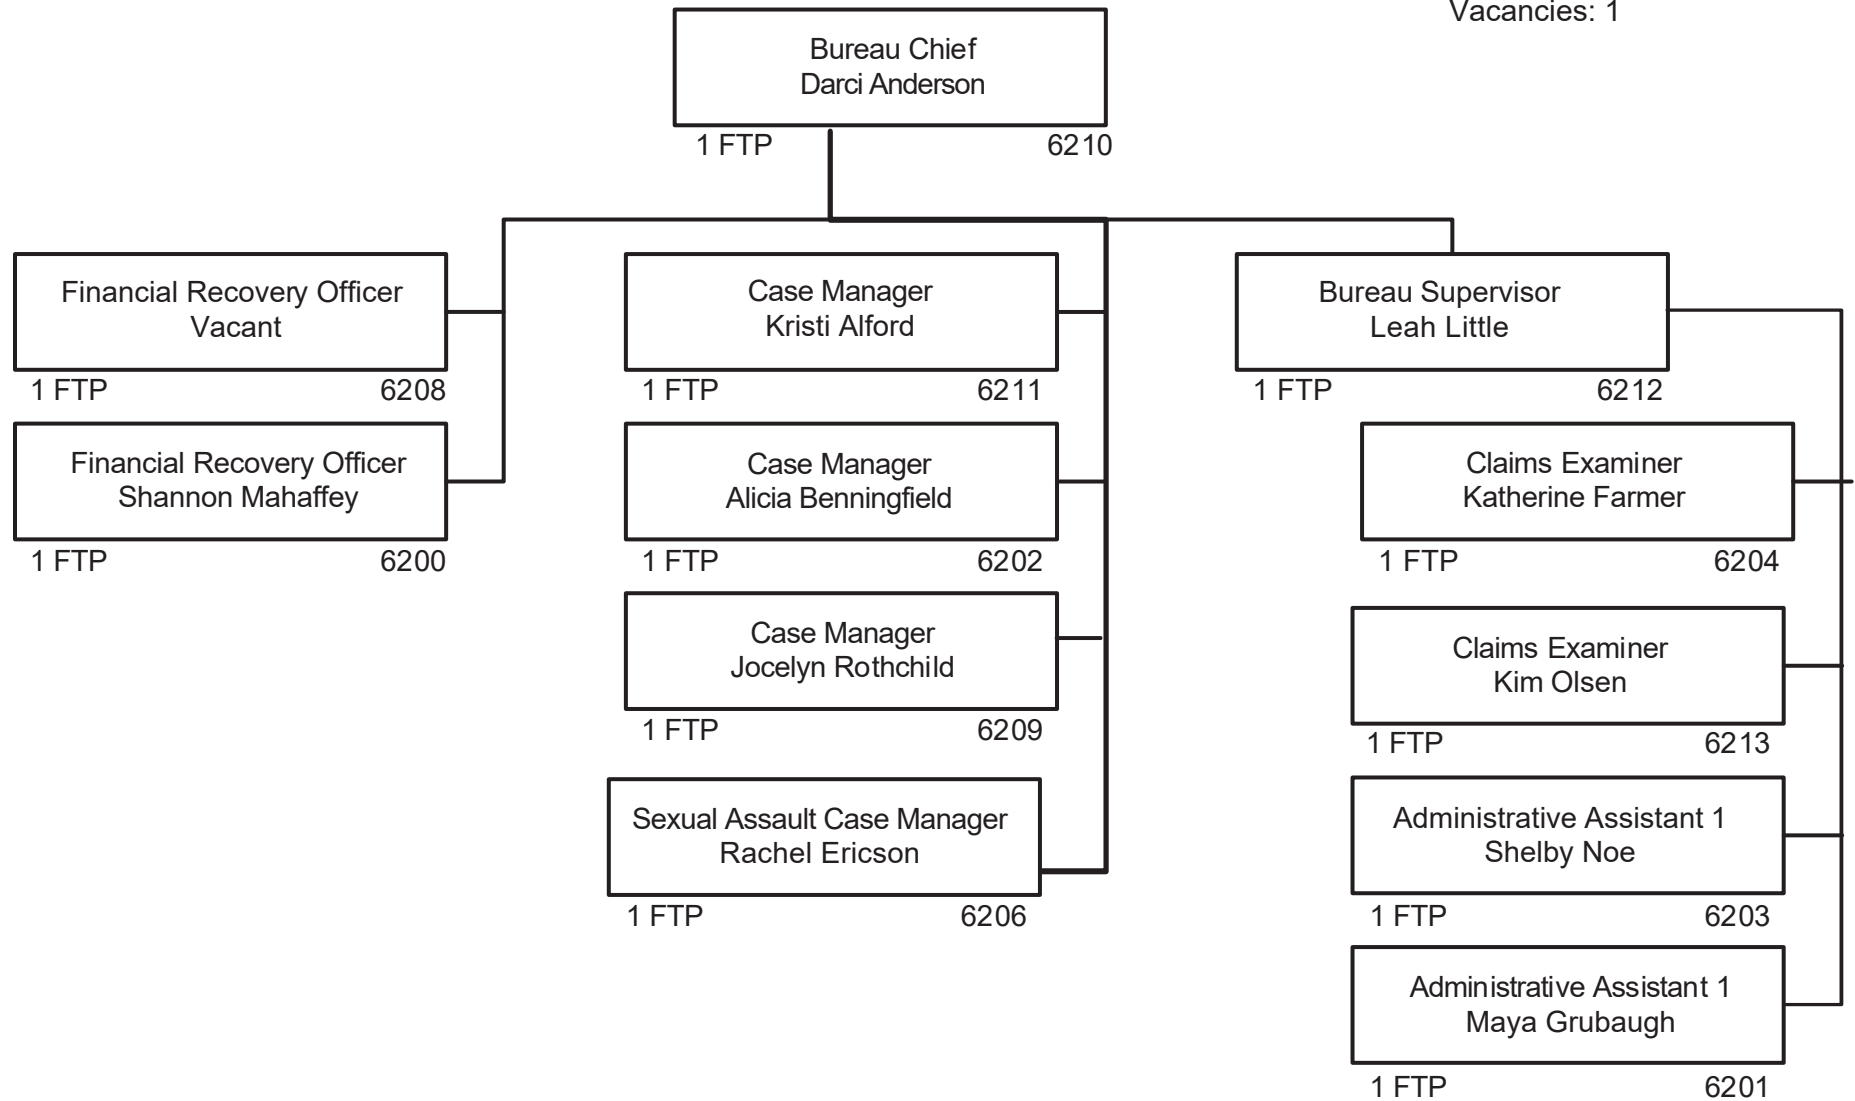 Vacancies: 1
Bureau Chief
Darci Anderson
1 FTP 6210
Financial Recovery Officer
Vacant
1 FTP 6208
Financial Recovery Officer
Shannon Mahaffey
1 FTP 6200
Case Manager
Kristi Alford
1 FTP 6211
Case Manager
Alicia Benningfield
1 FTP 6202
Case Manager
Jocelyn Rothchild
1 FTP 6209
Sexual Assault Case Manager
Rachel Ericson
1 FTP 6206
Bureau Supervisor
Leah Little
1 FTP 6212
Claims Examiner
Katherine Farmer
1 FTP 6204
Claims Examiner
Kim Olsen
1 FTP 6213
Administrative Assistant 1
Shelby Noe
1 FTP 6203
Administrative Assistant 1
Maya Grubaugh
1 FTP 6201